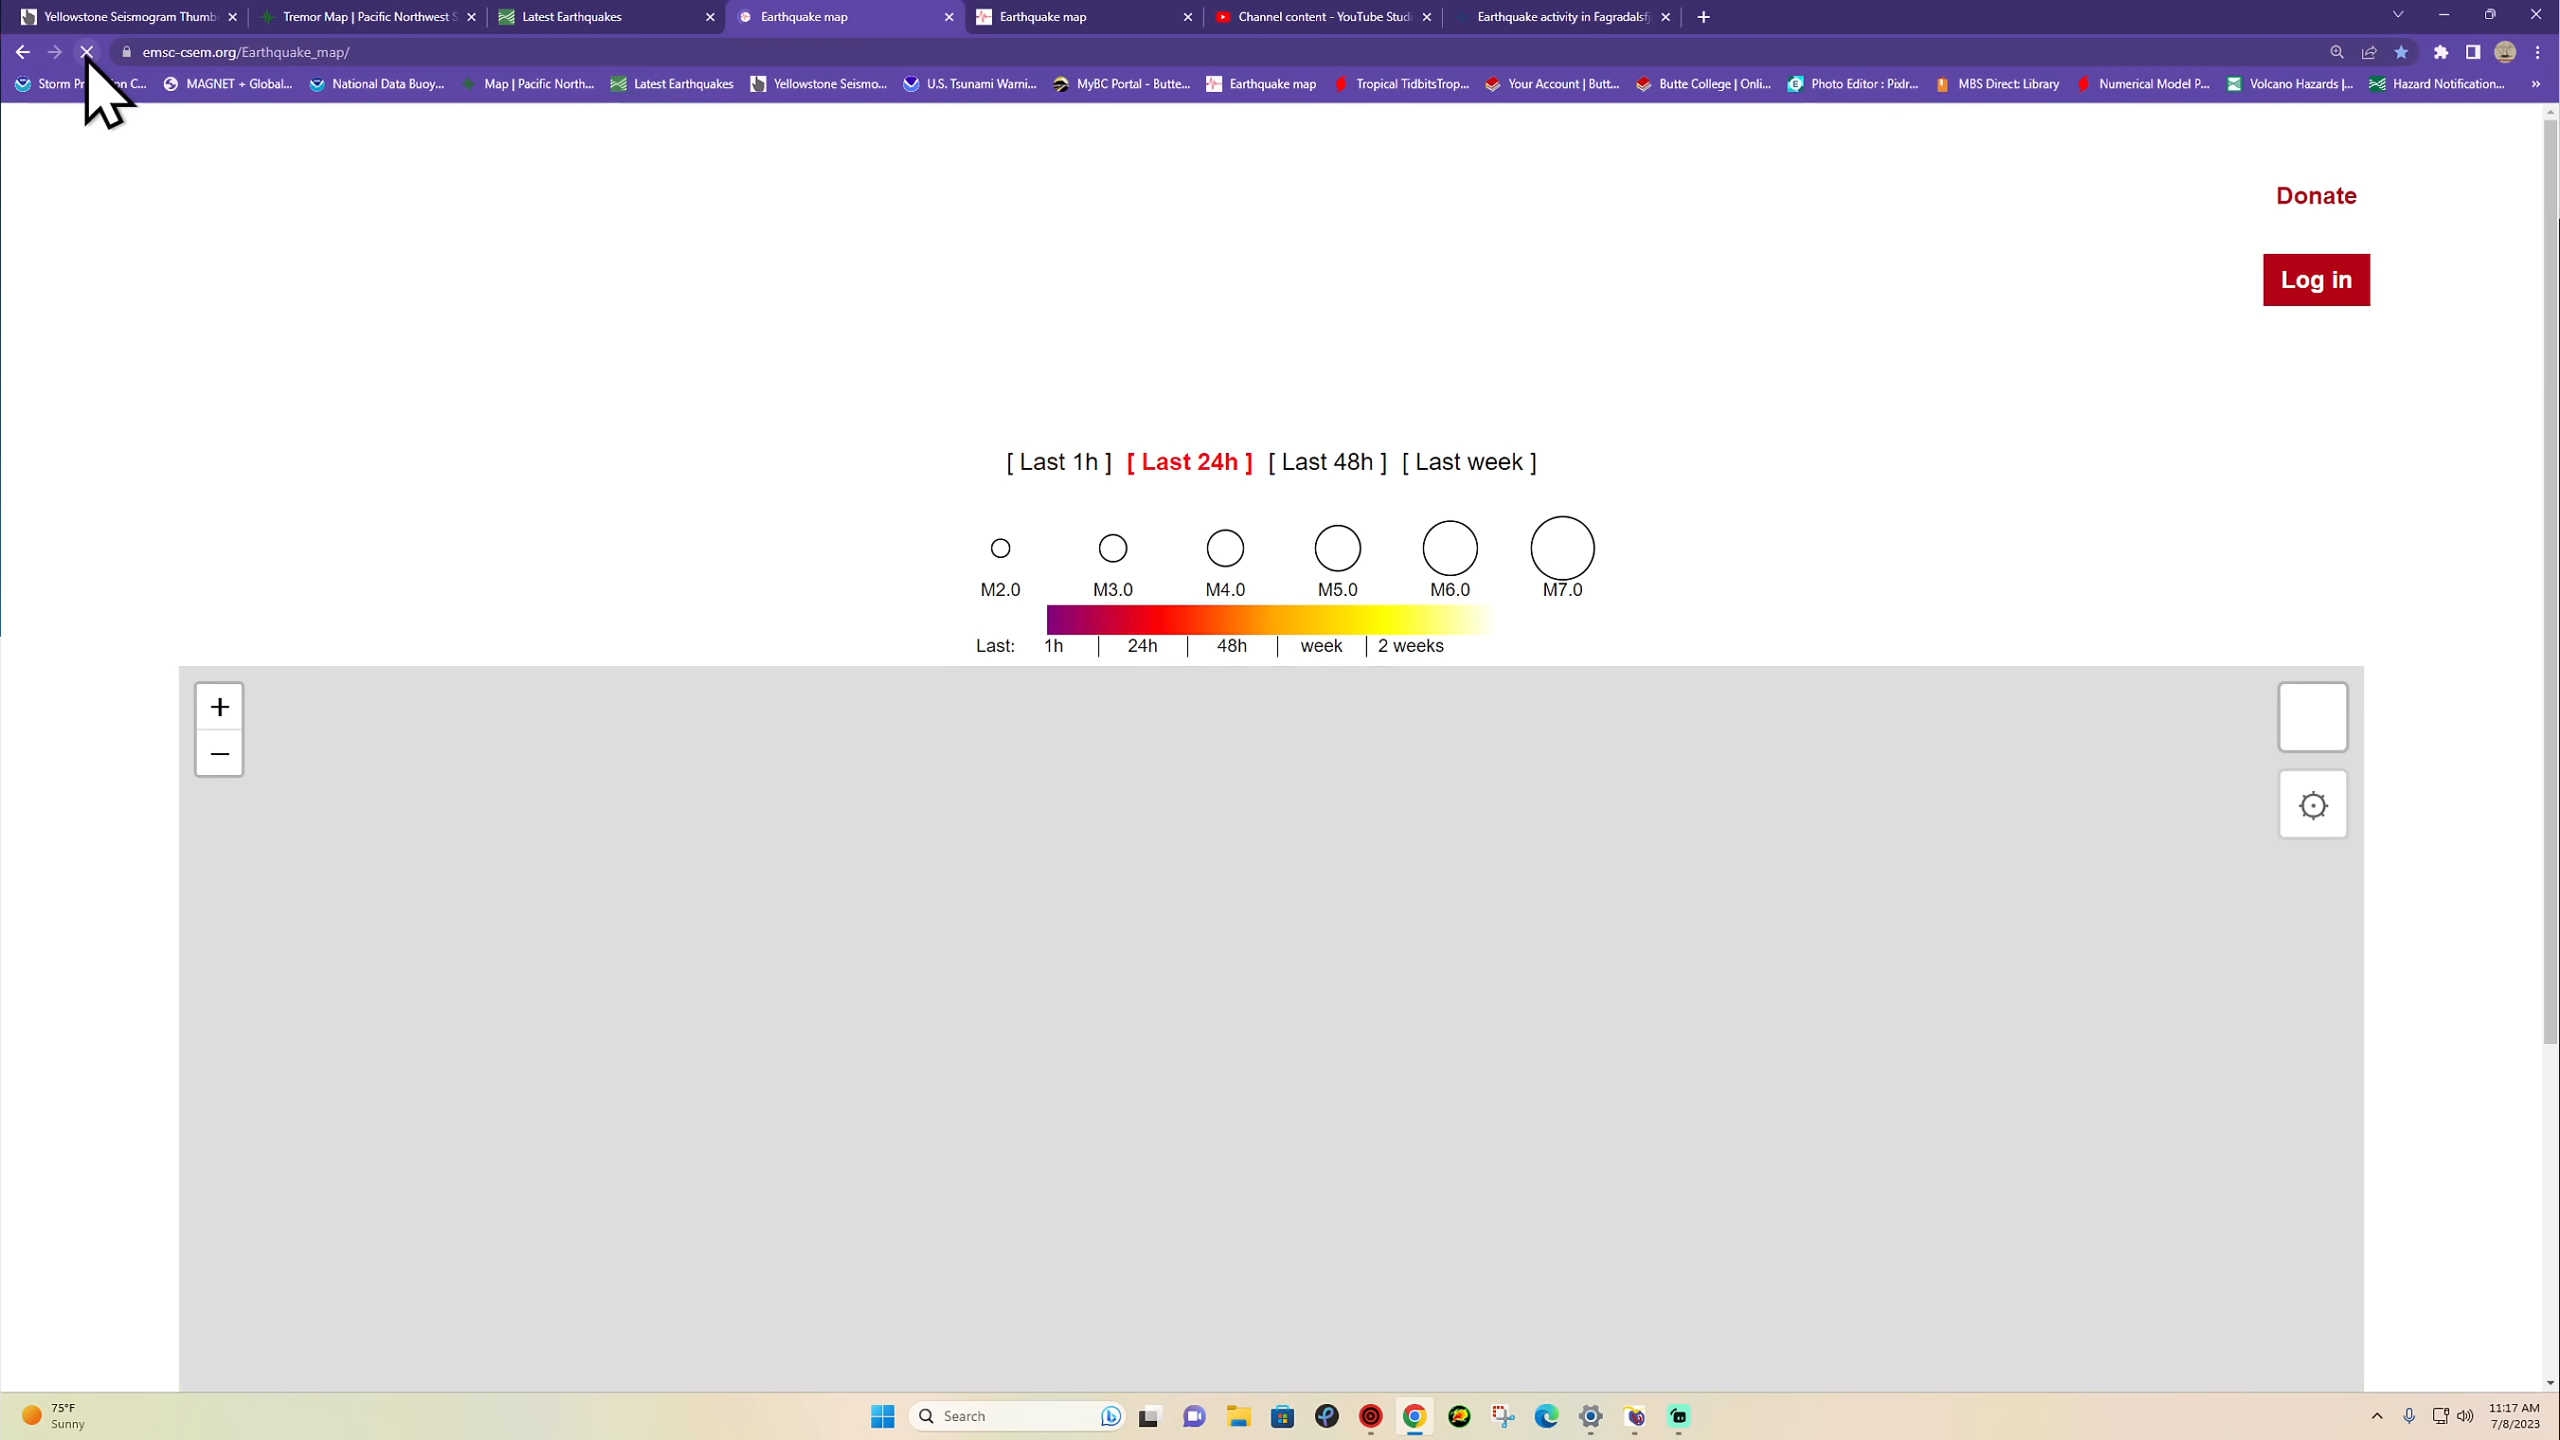 Yellowstone Seismogram Thumb
Tremor Map | Pacific Northwest S
Latest Earthquakes
Earthquake map
Earthquake map
Channel content - YouTube Studi
Earthquake activity in Fagradalsfj
emsc-csem.org/Earthquake_map/
Storm Pr on C...
MAGNET + Global...
National Data Buoy...
Map | Pacific North...
Latest Earthquakes
Yellowstone Seismo...
U.S. Tsunami Warni...
MyBC Portal - Butte...
Earthquake map
Tropical TidbitsTrop...
Your Account | Butt...
Butte College | Onli...
Photo Editor : Pixlr...
MBS Direct: Library
Numerical Model P...
Volcano Hazards |...
Hazard Notification...
Donate
Log in
[ Last 1h ] [ Last 24h ] [ Last 48h ] [ Last week ]
M2.0 M3.0 M4.0 M5.0 M6.0 M7.0
Last: 1h | 24h | 48h | week | 2 weeks
+
−
75°F
Sunny
Search
11:17 AM
7/8/2023